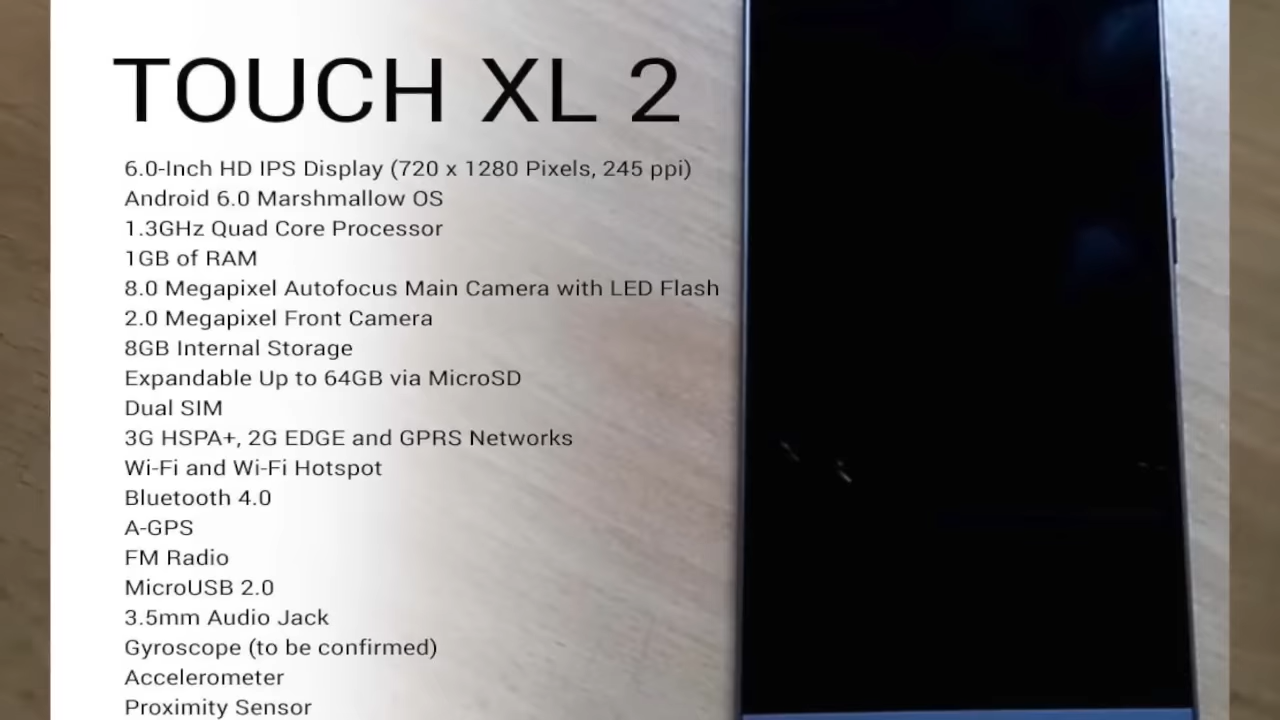 TOUCH XL 2
6.0-Inch HD IPS Display (720 x 1280 Pixels, 245 ppi)
Android 6.0 Marshmallow OS
1.3GHz Quad Core Processor
1GB of RAM
8.0 Megapixel Autofocus Main Camera with LED Flash
2.0 Megapixel Front Camera
8GB Internal Storage
Expandable Up to 64GB via MicroSD
Dual SIM
3G HSPA+, 2G EDGE and GPRS Networks
Wi-Fi and Wi-Fi Hotspot
Bluetooth 4.0
A-GPS
FM Radio
MicroUSB 2.0
3.5mm Audio Jack
Gyroscope (to be confirmed)
Accelerometer
Proximity Sensor